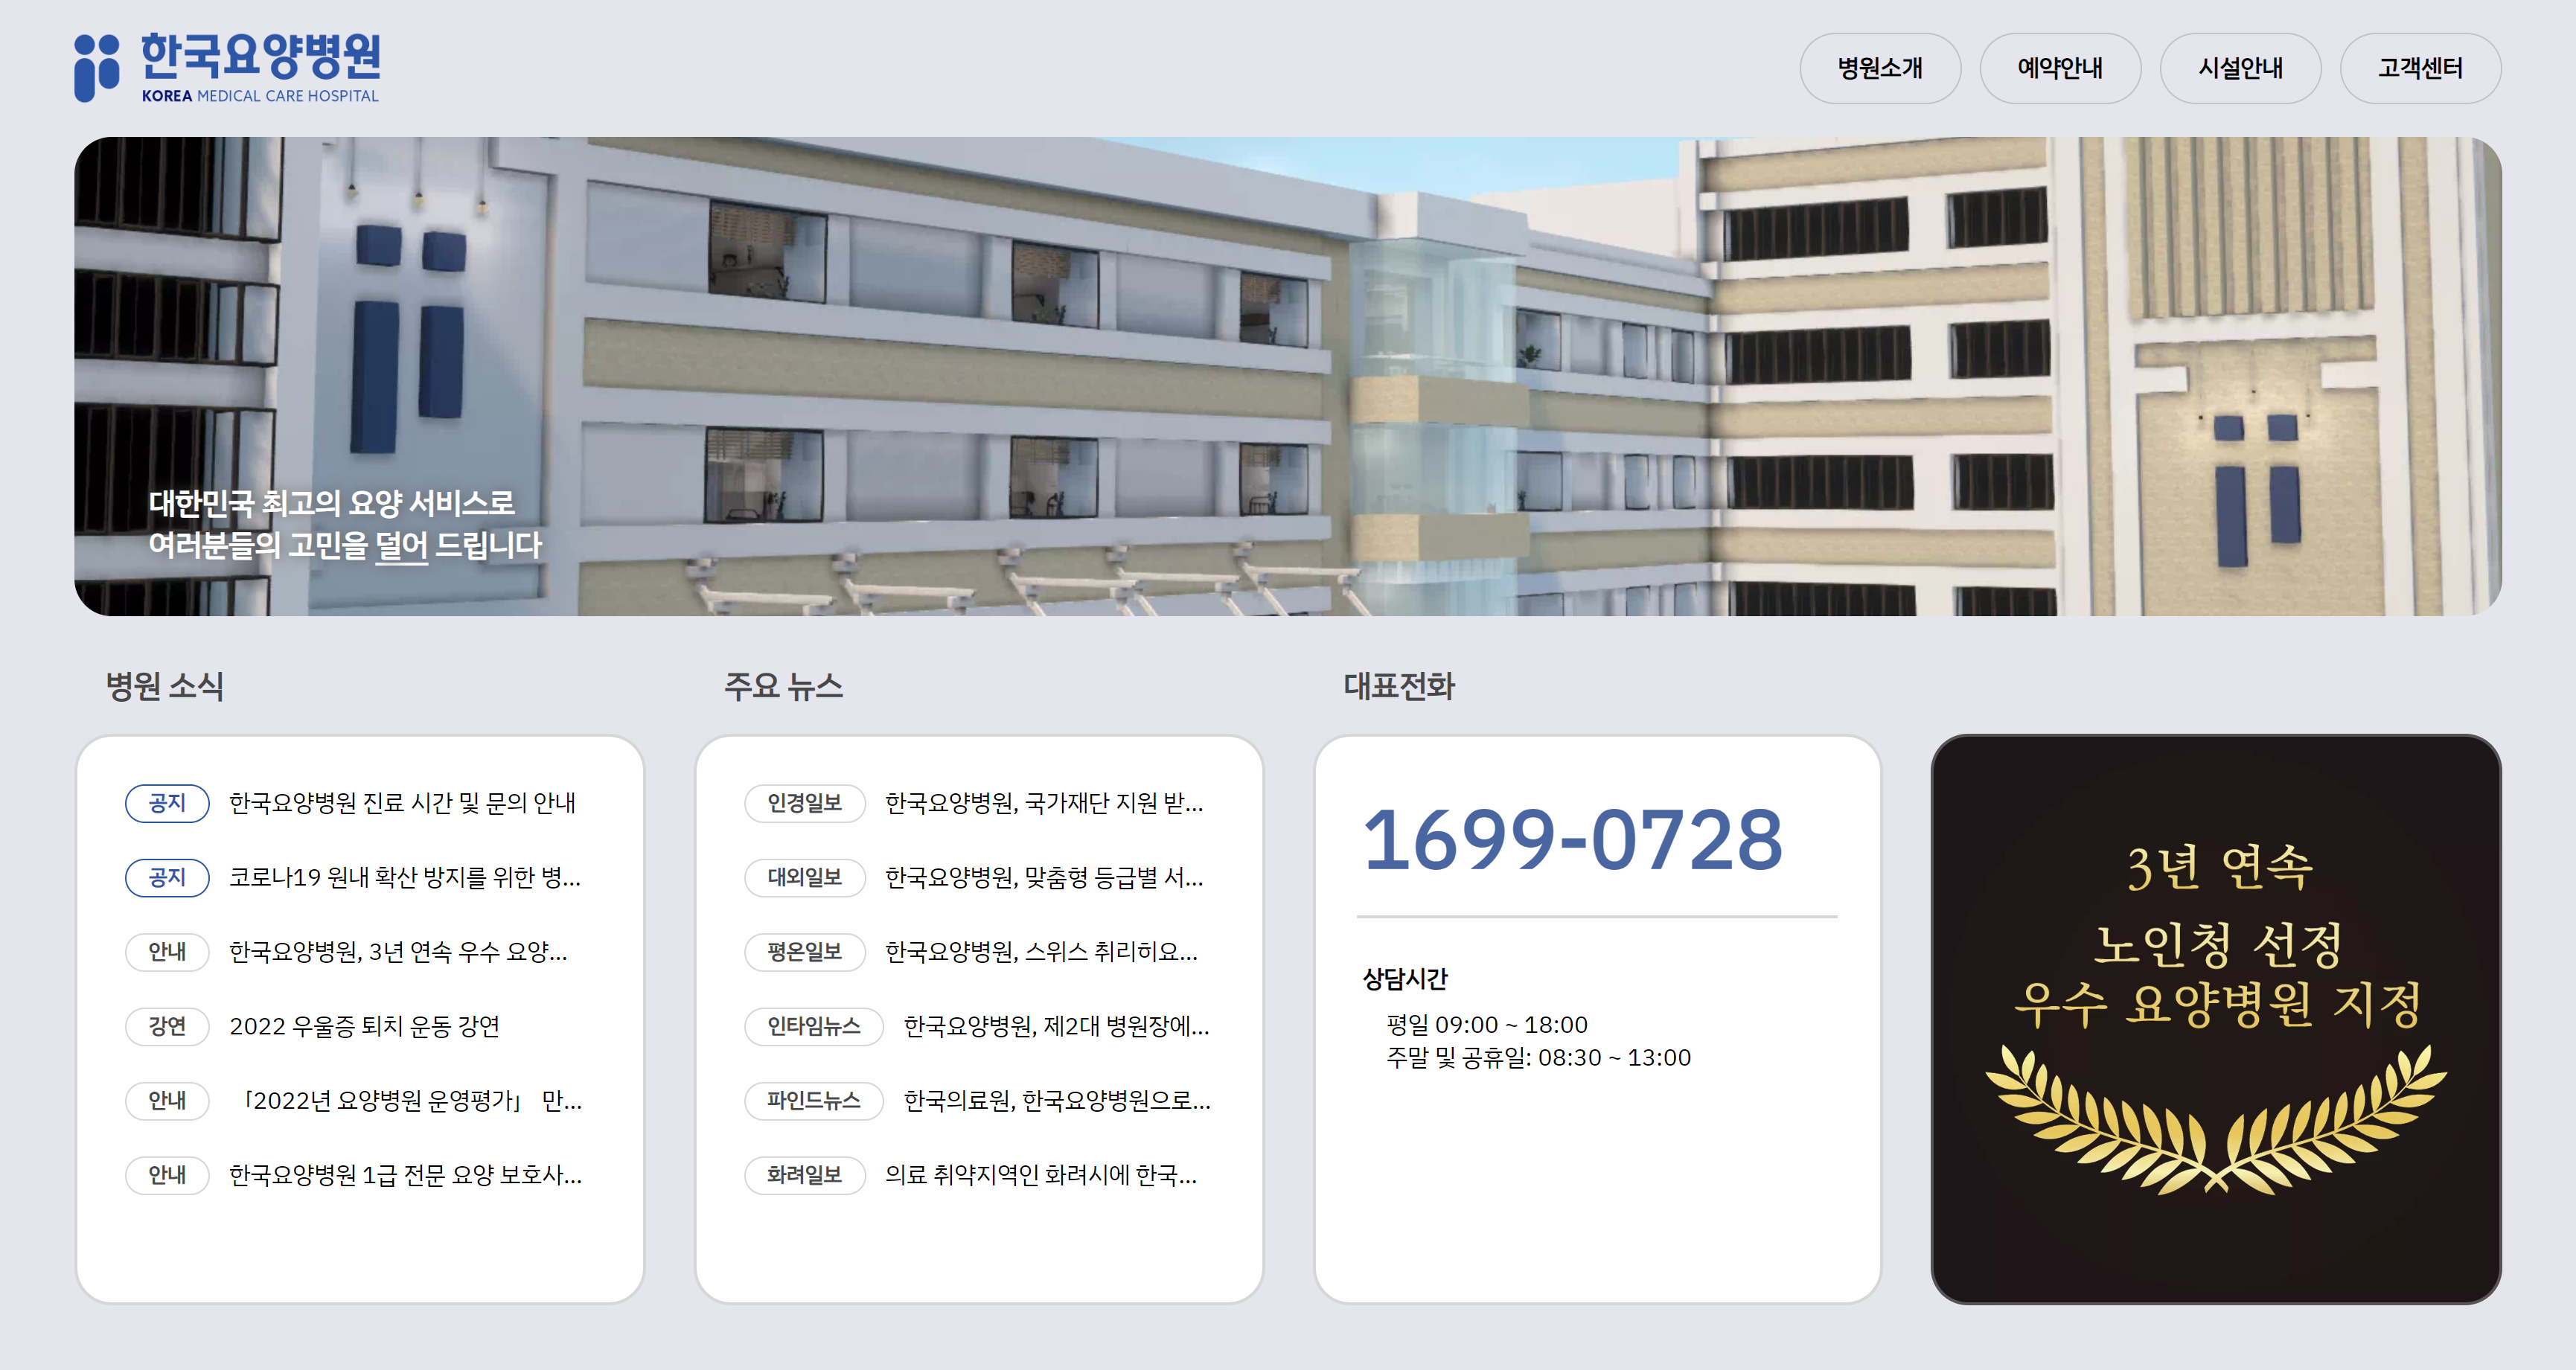 한국요양병원
KOREA MEDICAL CARE HOSPITAL
병원소개
예약안내
시설안내
고객센터
대한민국 최고의 요양 서비스로
여러분들의 고민을 덜어 드립니다
병원 소식
공지 한국요양병원 진료 시간 및 문의 안내
공지 코로나19 원내 확산 방지를 위한 병...
안내 한국요양병원, 3년 연속 우수 요양...
강연 2022 우울증 퇴치 운동 강연
안내 「2022년 요양병원 운영평가」 만...
안내 한국요양병원 1급 전문 요양 보호사...
주요 뉴스
인경일보 한국요양병원, 국가재단 지원 받...
대외일보 한국요양병원, 맞춤형 등급별 서...
평온일보 한국요양병원, 스위스 취리히요...
인타임뉴스 한국요양병원, 제2대 병원장에...
파인드뉴스 한국의료원, 한국요양병원으로...
화려일보 의료 취약지역인 화려시에 한국...
대표전화
1699-0728
상담시간
평일 09:00 ~ 18:00
주말 및 공휴일: 08:30 ~ 13:00
3년 연속
노인청 선정
우수 요양병원 지정